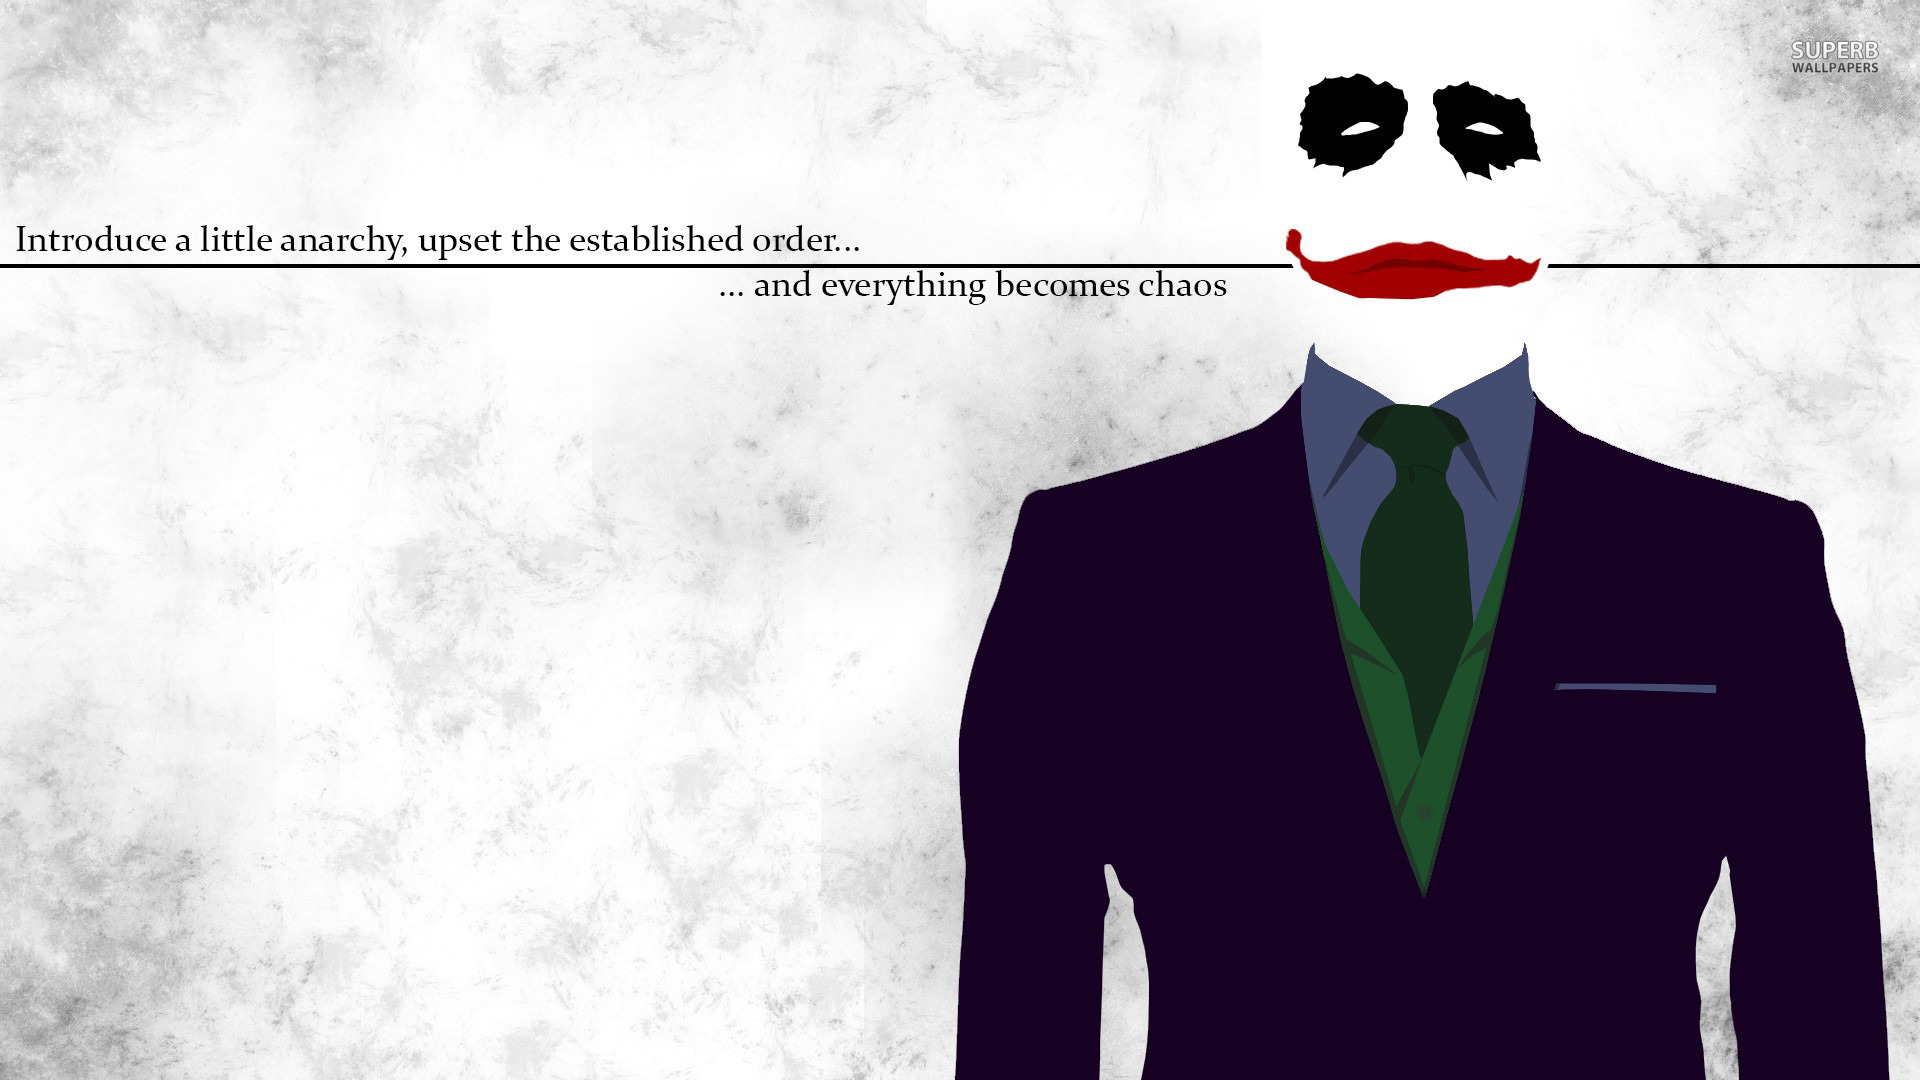 SUPERB
WALLPAPERS
Introduce a little anarchy, upset the established order...
... and everything becomes chaos